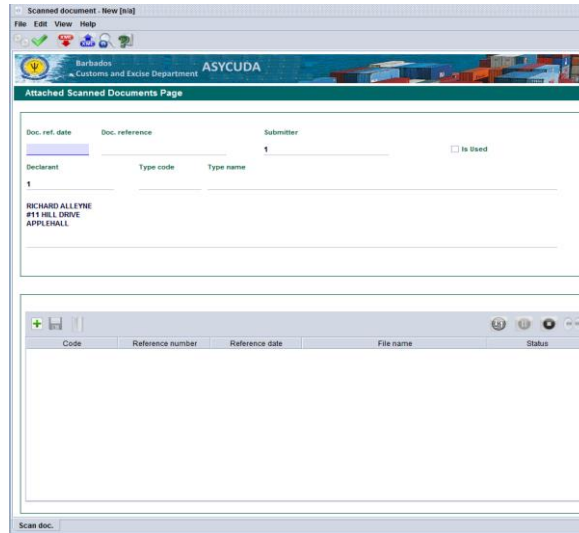 Scanned document - New [n/a]
File Edit View Help
Barbados
Customs and Excise Department
ASYCUDA
Attached Scanned Documents Page
Doc. ref. date Doc. reference Submitter
1
Is Used
Declarant Type code Type name
1
RICHARD ALLEYNE
#11 HILL DRIVE
APPLEHALL
Code Reference number Reference date File name Status
Scan doc.